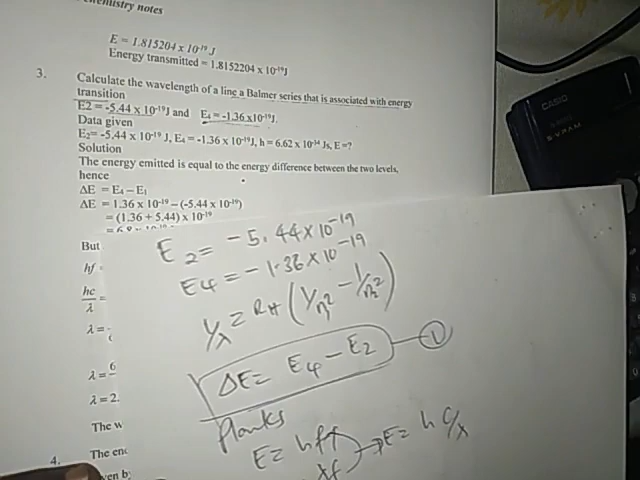 chemistry notes
E = 1.815204 x 10⁻¹⁹ J
Energy transmitted = 1.8152204 x 10⁻¹⁹J
3. Calculate the wavelength of a line a Balmer series that is associated with energy
transition
E2 = -5.44 x 10⁻¹⁹J and E₄ = -1.36 x10⁻¹⁹J.
Data given
E₂= -5.44 x 10⁻¹⁹ J, E₄ = -1.36 x 10⁻¹⁹J, h = 6.62 x 10⁻³⁴ Js, E =?
Solution
The energy emitted is equal to the energy difference between the two levels,
hence
ΔE = E₄ – E₁
ΔE = 1.36 x 10⁻¹⁹ – (-5.44 x 10⁻¹⁹)
= (1.36 + 5.44) x 10⁻¹⁹
But
hf =
hc/λ =
λ =
λ = 6
λ = 2.
The w
4. The
CASIO
S-V.P.A.M.
E₂ = -5.44 x 10⁻¹⁹
E₄ = -1.36 x 10⁻¹⁹
1/λ = RH (1/n₁² - 1/n₂²)
ΔE = E₄ - E₂ ①
Planks
E = hf
λf
E = h c/λ